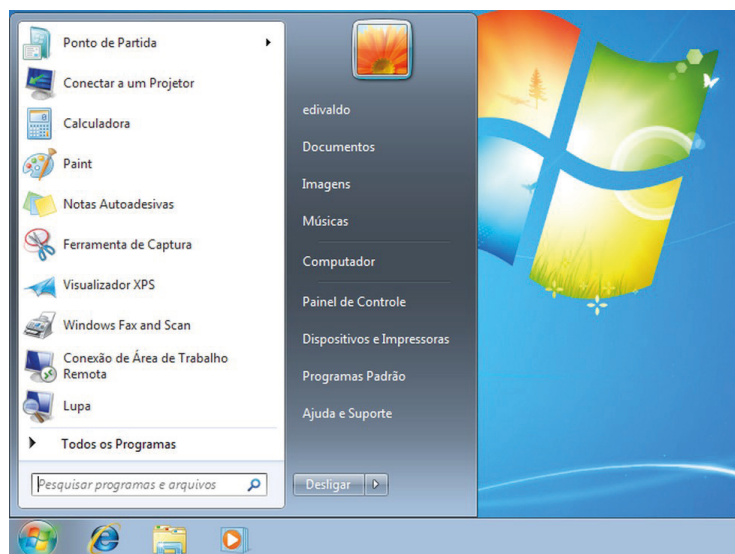 Ponto de Partida
Conectar a um Projetor
Calculadora
Paint
Notas Autoadesivas
Ferramenta de Captura
Visualizador XPS
Windows Fax and Scan
Conexão de Área de Trabalho
Remota
Lupa
Todos os Programas
Pesquisar programas e arquivos
edivaldo
Documentos
Imagens
Músicas
Computador
Painel de Controle
Dispositivos e Impressoras
Programas Padrão
Ajuda e Suporte
Desligar